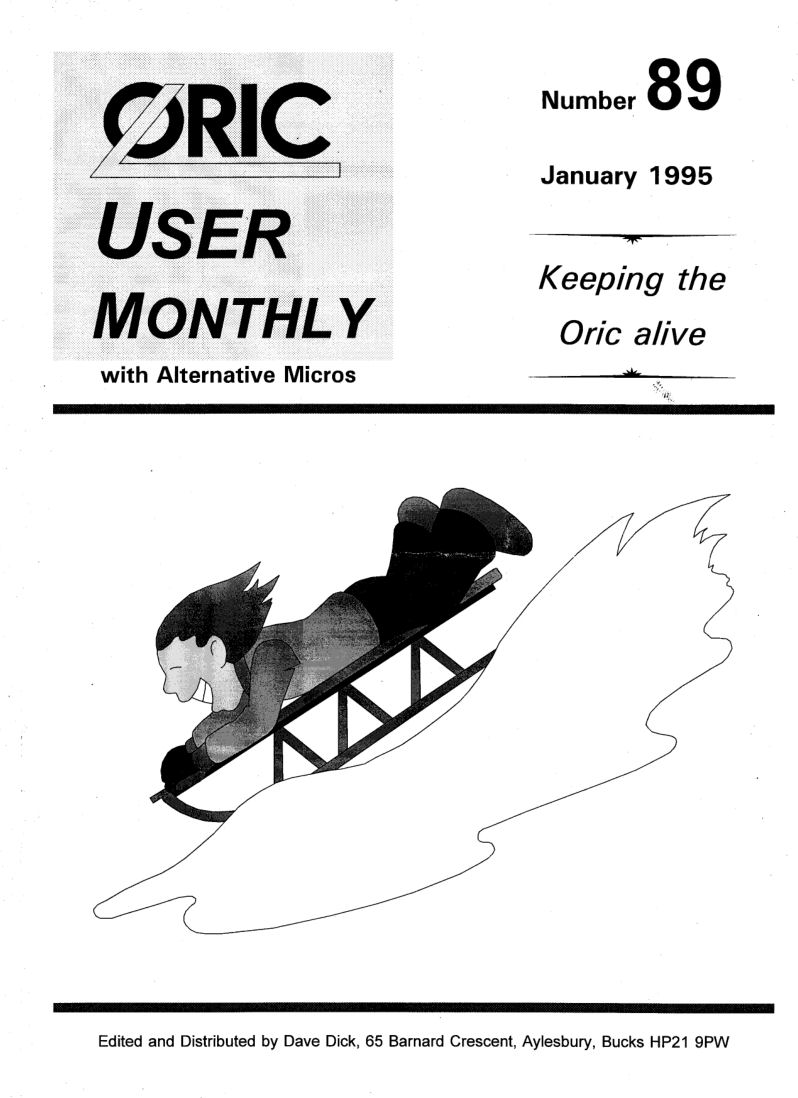 ORIC
USER
MONTHLY
with Alternative Micros
Number 89
January 1995
Keeping the
Oric alive
Edited and Distributed by Dave Dick, 65 Barnard Crescent, Aylesbury, Bucks HP21 9PW